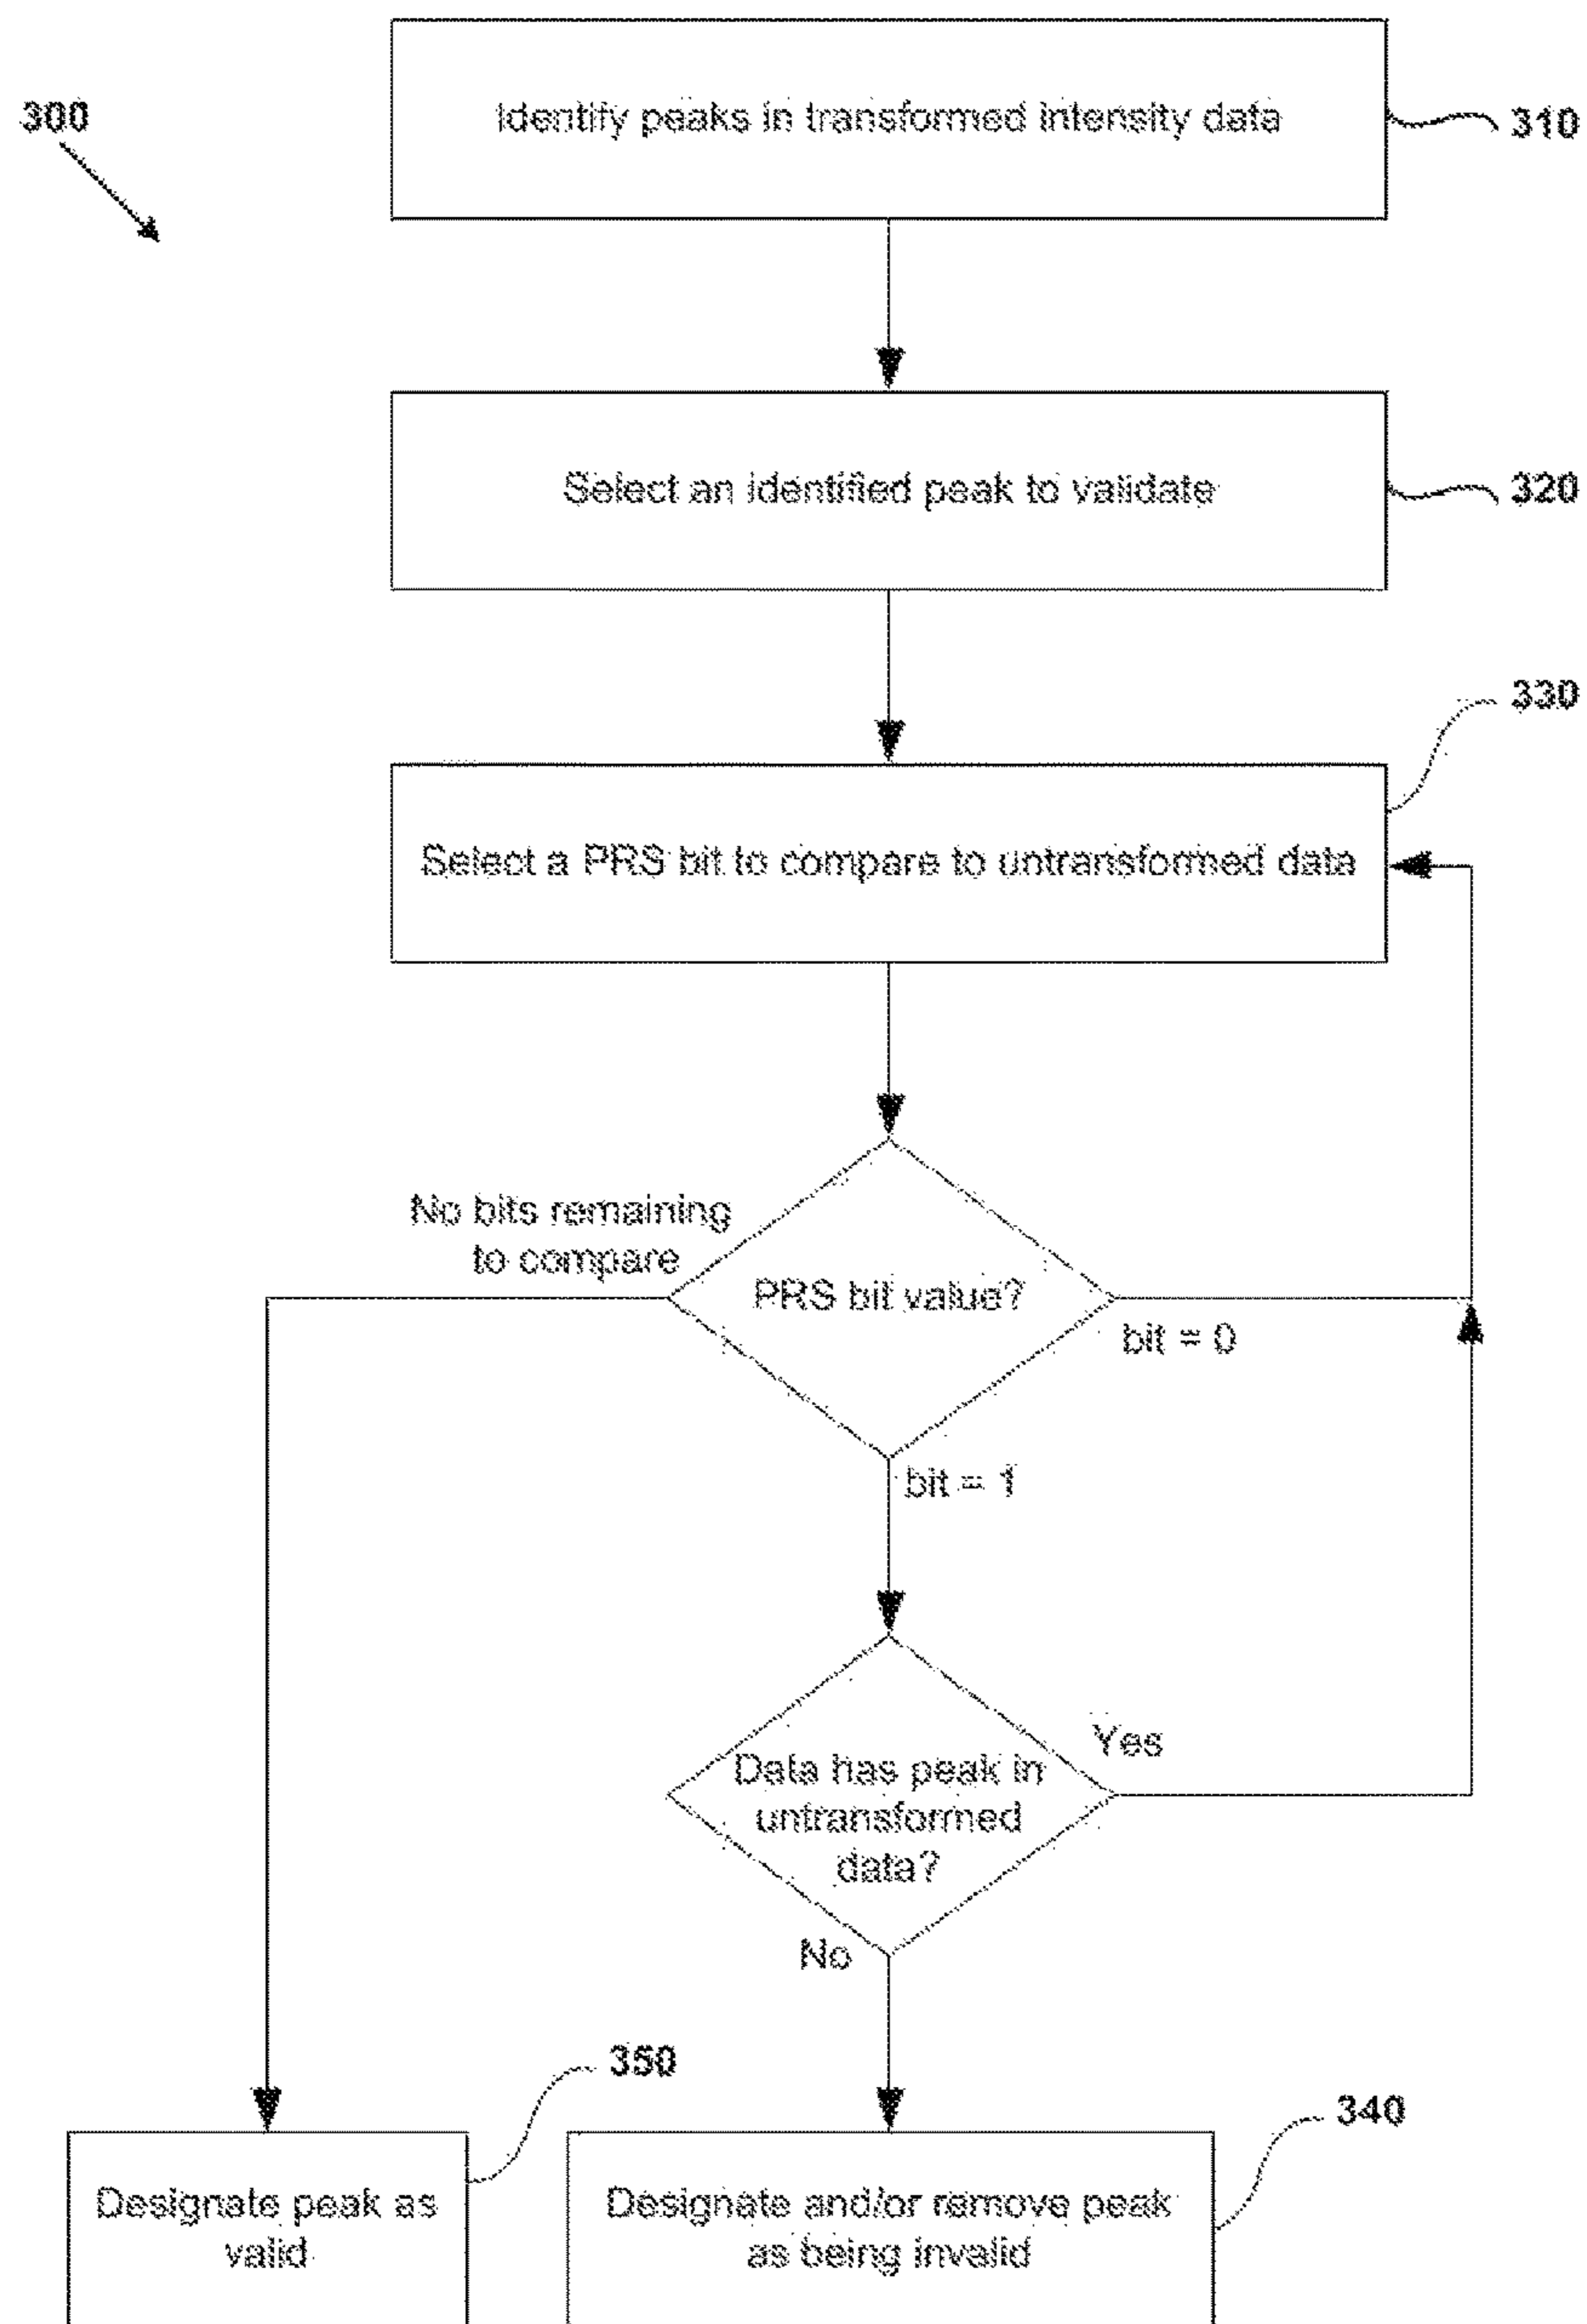 300
Identify peaks in transformed intensity data
310
Select an identified peak to validate
320
330
Select a PRS bit to compare to untransformed data
No bits remaining
to compare
PRS bit value?
bit = 0
bit = 1
Yes
Data has peak in
untransformed
data?
No
350
340
Designate peak as
valid
Designate and/or remove peak
as being invalid